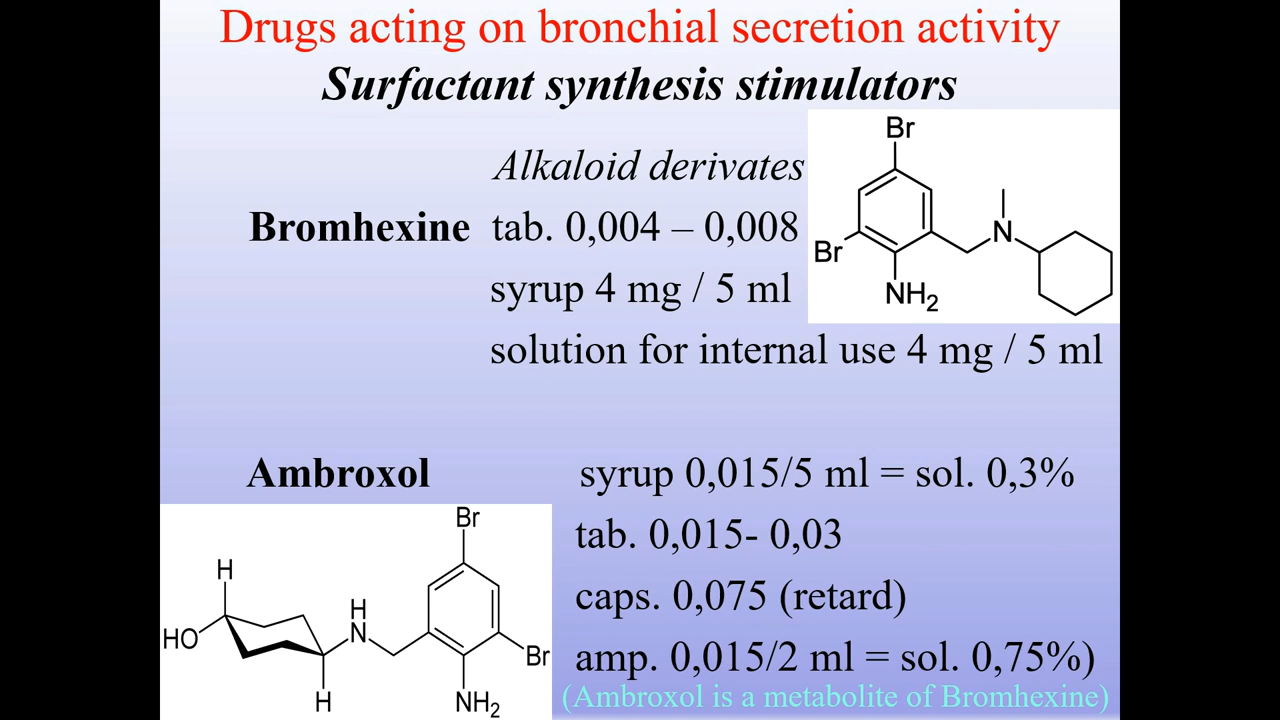 Drugs acting on bronchial secretion activity
Surfactant synthesis stimulators
Alkaloid derivates
Bromhexine tab. 0,004 – 0,008
syrup 4 mg / 5 ml
solution for internal use 4 mg / 5 ml
Br
N
Br
NH2
Ambroxol syrup 0,015/5 ml = sol. 0,3%
tab. 0,015- 0,03
caps. 0,075 (retard)
amp. 0,015/2 ml = sol. 0,75%)
(Ambroxol is a metabolite of Bromhexine)
Br
H
H
HO
N
Br
H
NH2